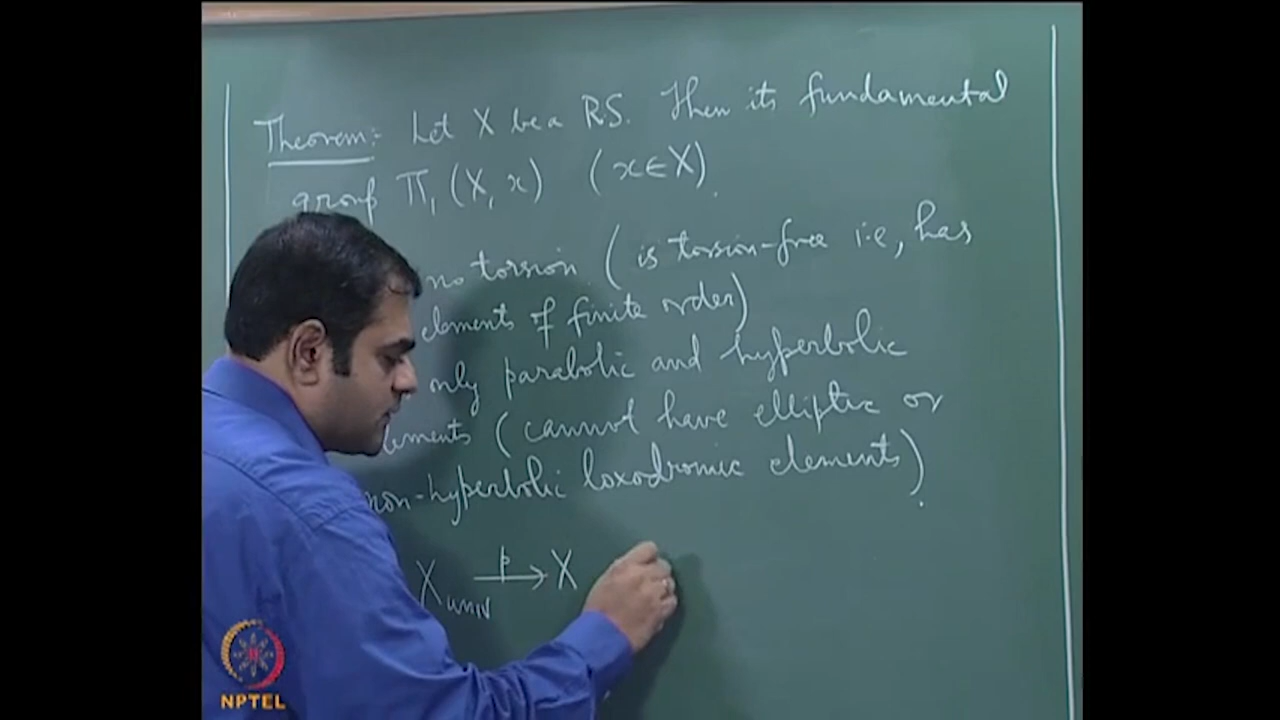 Theorem: Let X be a RS. Then its fundamental
group Π₁ (X, x) (x∈X).
no torsion (is torsion-free i.e, has
elements of finite order)
only parabolic and hyperbolic
elements (cannot have elliptic or
non-hyperbolic loxodromic elements).
X_univ —p→ X
NPTEL